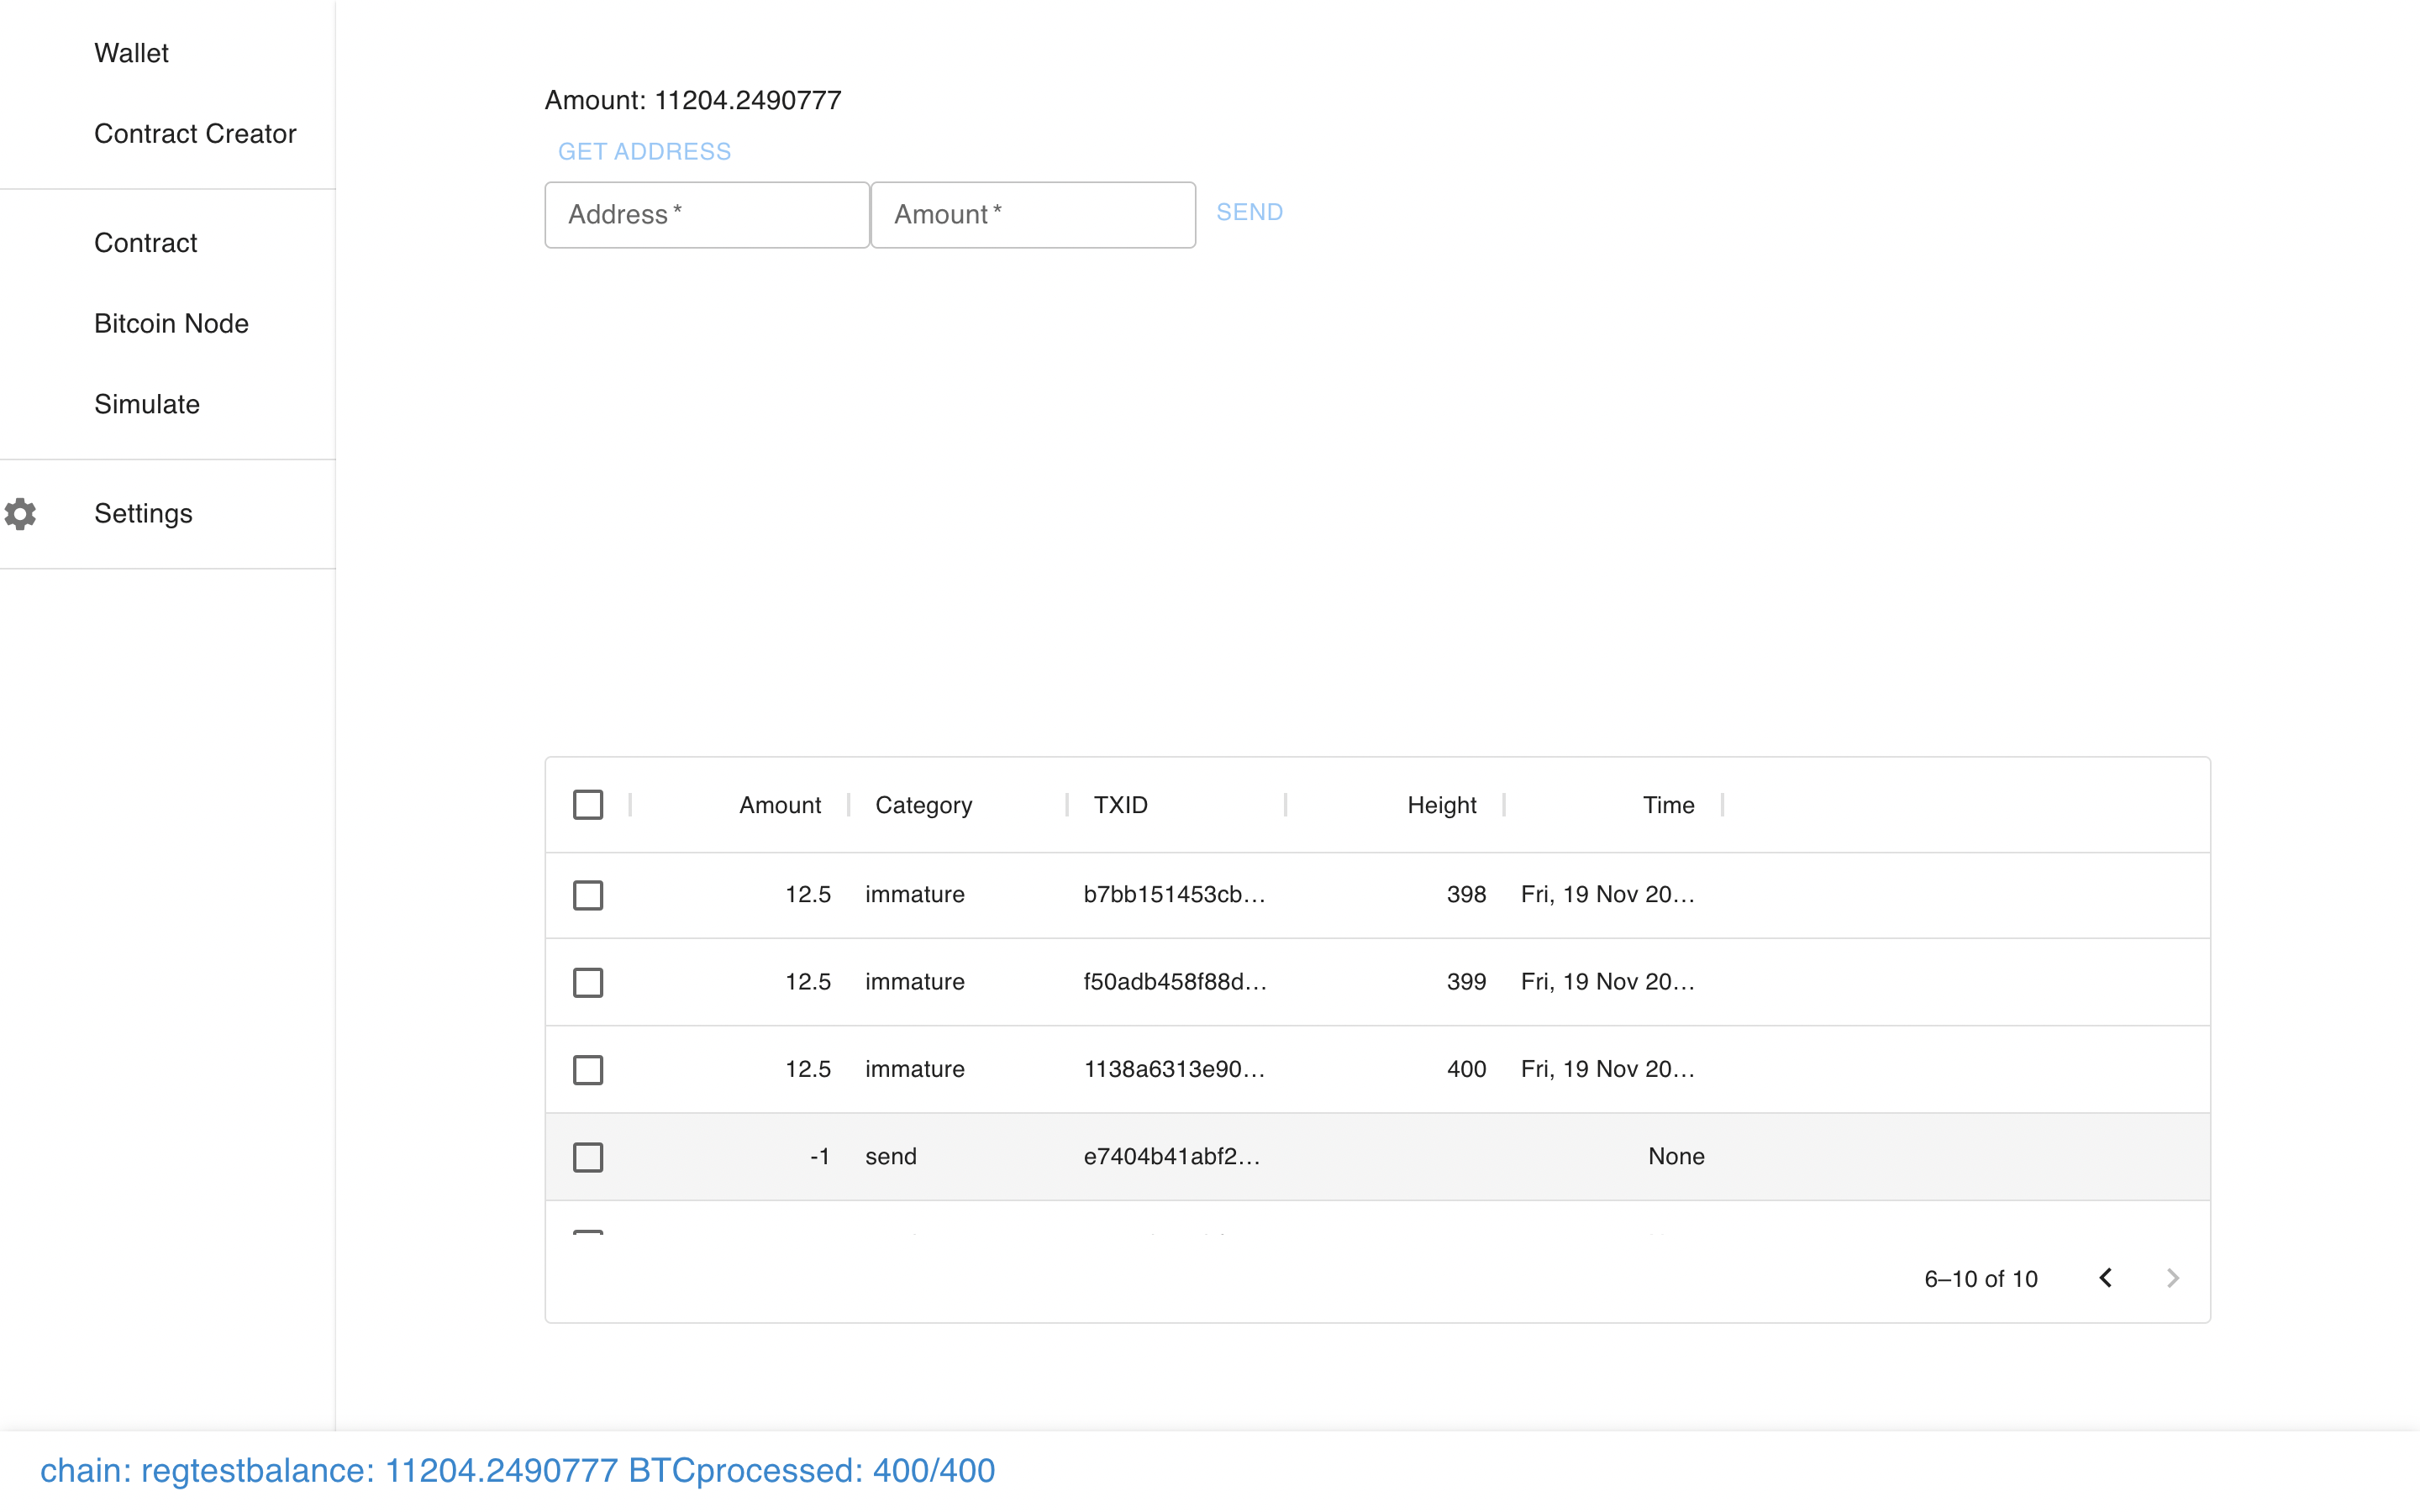 Wallet
Contract Creator
Contract
Bitcoin Node
Simulate
Settings
Amount: 11204.2490777
GET ADDRESS
Address * Amount * SEND
Amount Category TXID Height Time
12.5 immature b7bb151453cb… 398 Fri, 19 Nov 20…
12.5 immature f50adb458f88d… 399 Fri, 19 Nov 20…
12.5 immature 1138a6313e90… 400 Fri, 19 Nov 20…
-1 send e7404b41abf2… None
6–10 of 10
chain: regtestbalance: 11204.2490777 BTCprocessed: 400/400